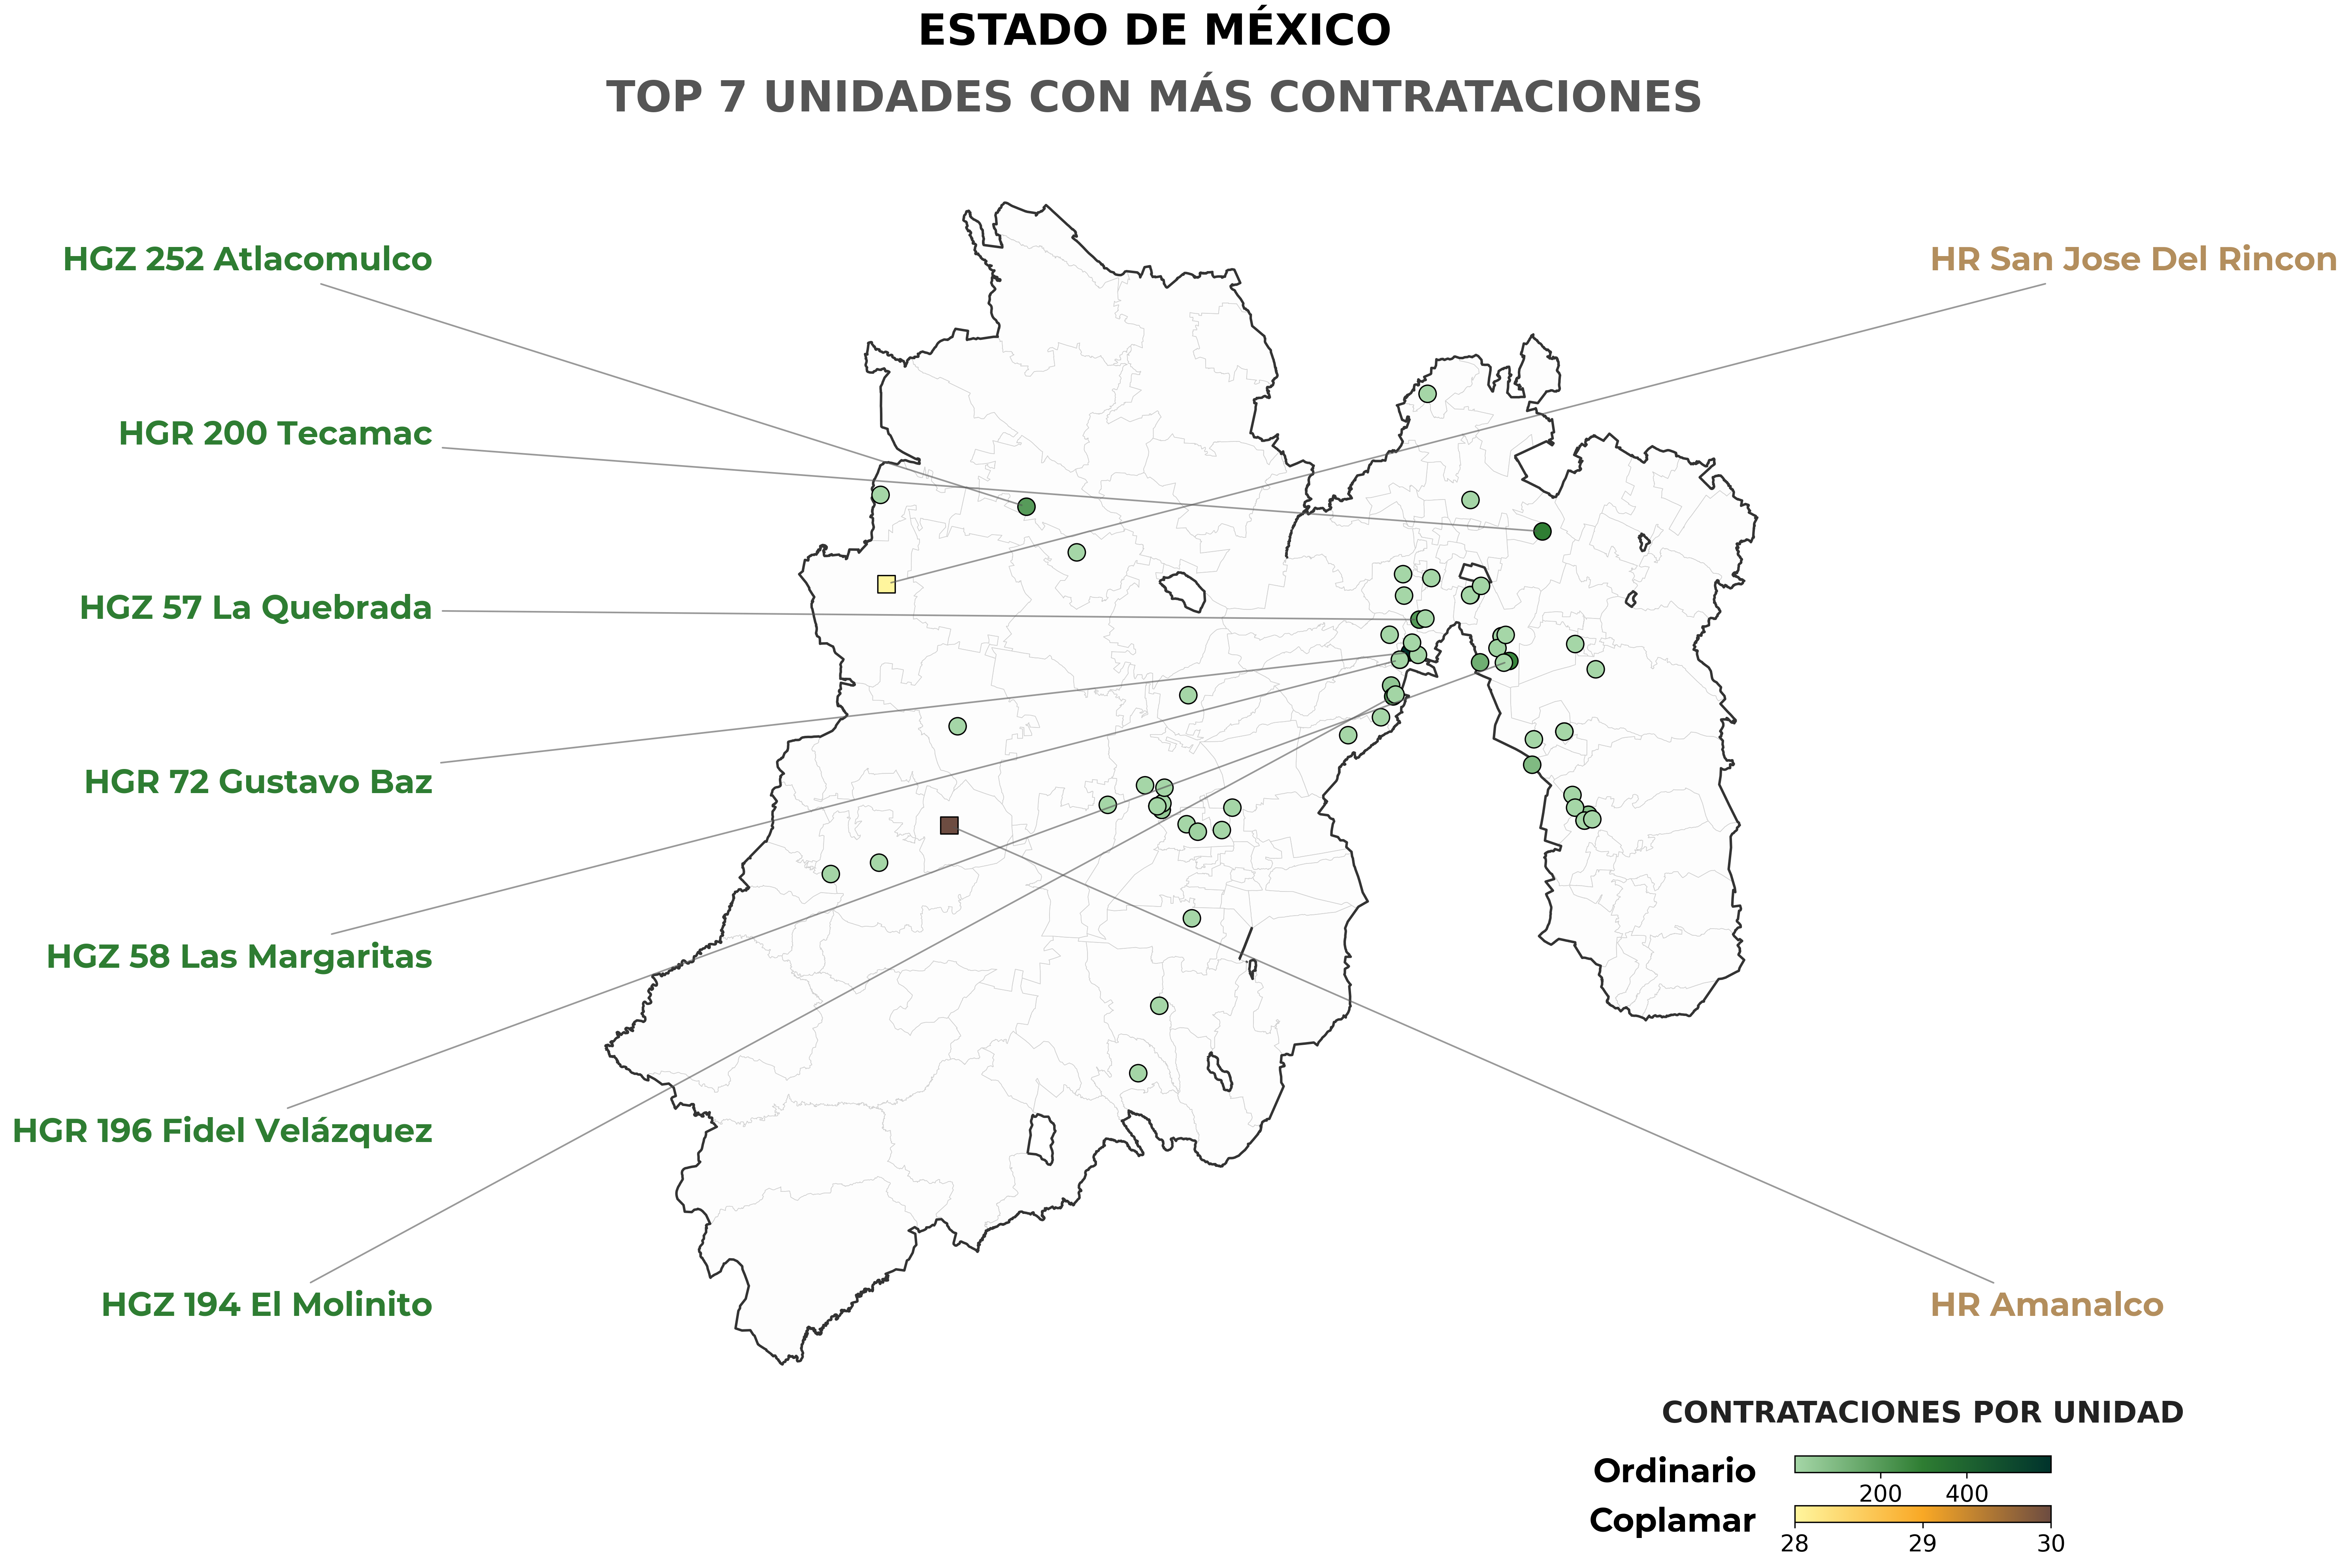 ESTADO DE MÉXICO
TOP 7 UNIDADES CON MÁS CONTRATACIONES
HGZ 252 Atlacomulco
HR San Jose Del Rincon
HGR 200 Tecamac
HGZ 57 La Quebrada
HGR 72 Gustavo Baz
HGZ 58 Las Margaritas
HGR 196 Fidel Velázquez
HGZ 194 El Molinito
HR Amanalco
CONTRATACIONES POR UNIDAD
Ordinario
200 400
Coplamar
28 29 30